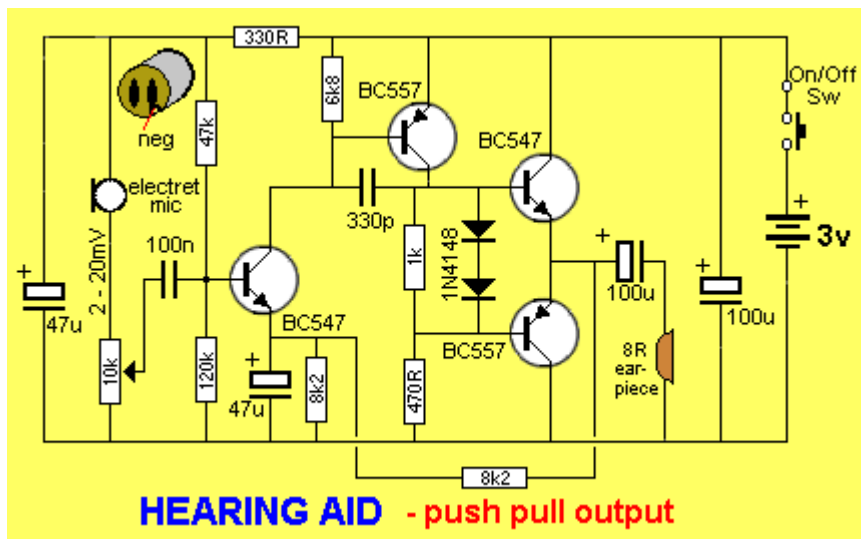 330R
On/Off
Sw
6k8
BC557
neg
47k
BC547
electret
mic
330p
+
3v
2 - 20mV
100n
1k
1N4148
+
+
47u
BC547
100u
+
100u
10k
120k
+
47u
8k2
BC557
470R
8R
ear-
piece
8k2
HEARING AID - push pull output